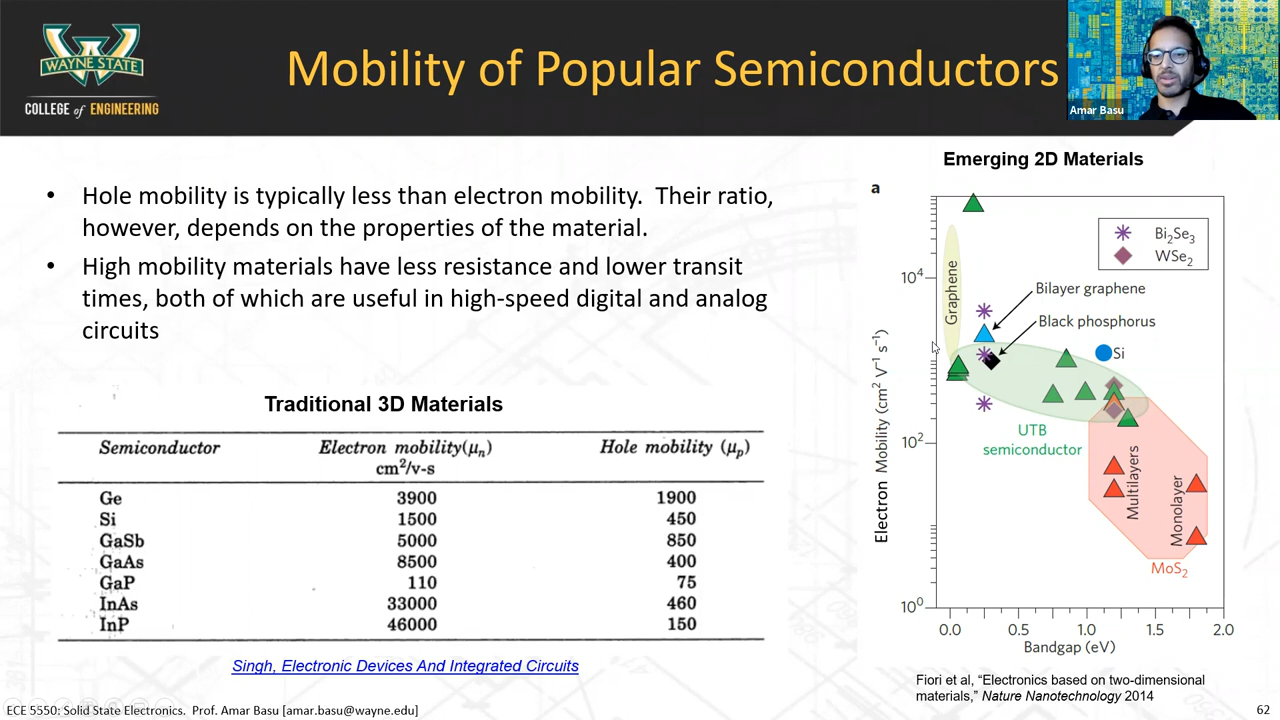 WAYNE STATE
COLLEGE of ENGINEERING
Mobility of Popular Semiconductors
Amar Basu
• Hole mobility is typically less than electron mobility. Their ratio,
however, depends on the properties of the material.
• High mobility materials have less resistance and lower transit
times, both of which are useful in high-speed digital and analog
circuits
Traditional 3D Materials
Semiconductor Electron mobility(μn) Hole mobility (μp)
cm²/v-s
Ge 3900 1900
Si 1500 450
GaSb 5000 850
GaAs 8500 400
GaP 110 75
InAs 33000 460
InP 46000 150
Singh, Electronic Devices And Integrated Circuits
Emerging 2D Materials
a
Bi₂Se₃
WSe₂
Graphene
Bilayer graphene
Black phosphorus
Si
UTB
semiconductor
Multilayers
Monolayer
MoS₂
Electron Mobility (cm² V⁻¹ s⁻¹)
10⁴
10²
10⁰
0.0 0.5 1.0 1.5 2.0
Bandgap (eV)
Fiori et al, “Electronics based on two-dimensional
materials,” Nature Nanotechnology 2014
ECE 5550: Solid State Electronics. Prof. Amar Basu [amar.basu@wayne.edu]
62